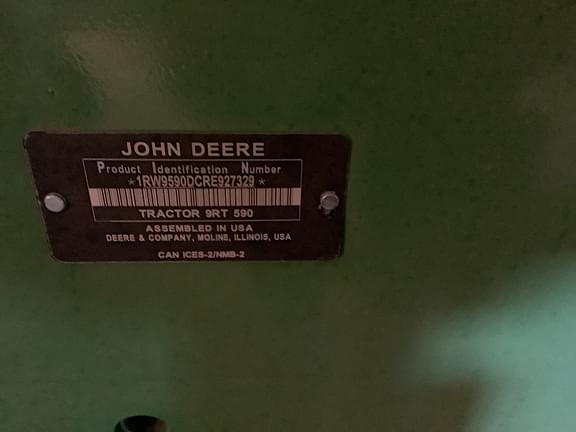 JOHN DEERE
Product Identification Number
*1RW9590DCRE927329*
TRACTOR 9RT 590
ASSEMBLED IN USA
DEERE & COMPANY, MOLINE, ILLINOIS, USA
CAN ICES-2/NMB-2